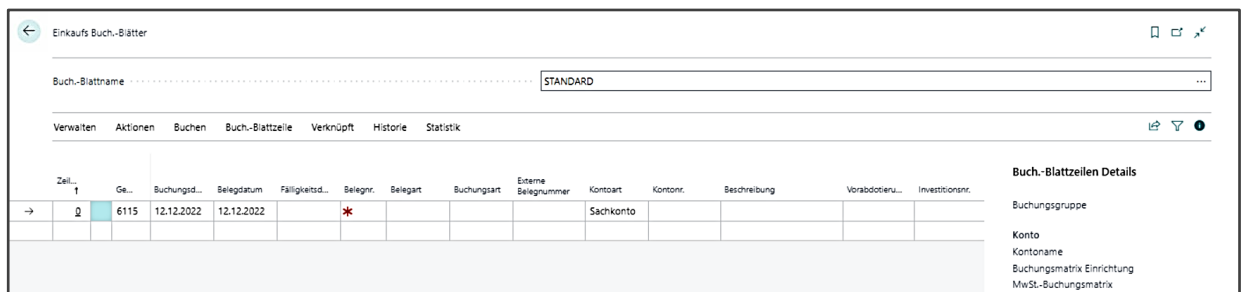 Einkaufs Buch.-Blätter
Buch.-Blattname STANDARD ...
Verwalten Aktionen Buchen Buch.-Blattzeile Verknüpft Historie Statistik
Zeil... ↑ Ge... Buchungsd... Belegdatum Fälligkeitsd... Belegnr. Belegart Buchungsart Externe Belegnummer Kontoart Kontonr. Beschreibung Vorabdotieru... Investitionsnr.
→ 0 6115 12.12.2022 12.12.2022 * Sachkonto
Buch.-Blattzeilen Details
Buchungsgruppe
Konto
Kontoname
Buchungsmatrix Einrichtung
MwSt.-Buchungsmatrix